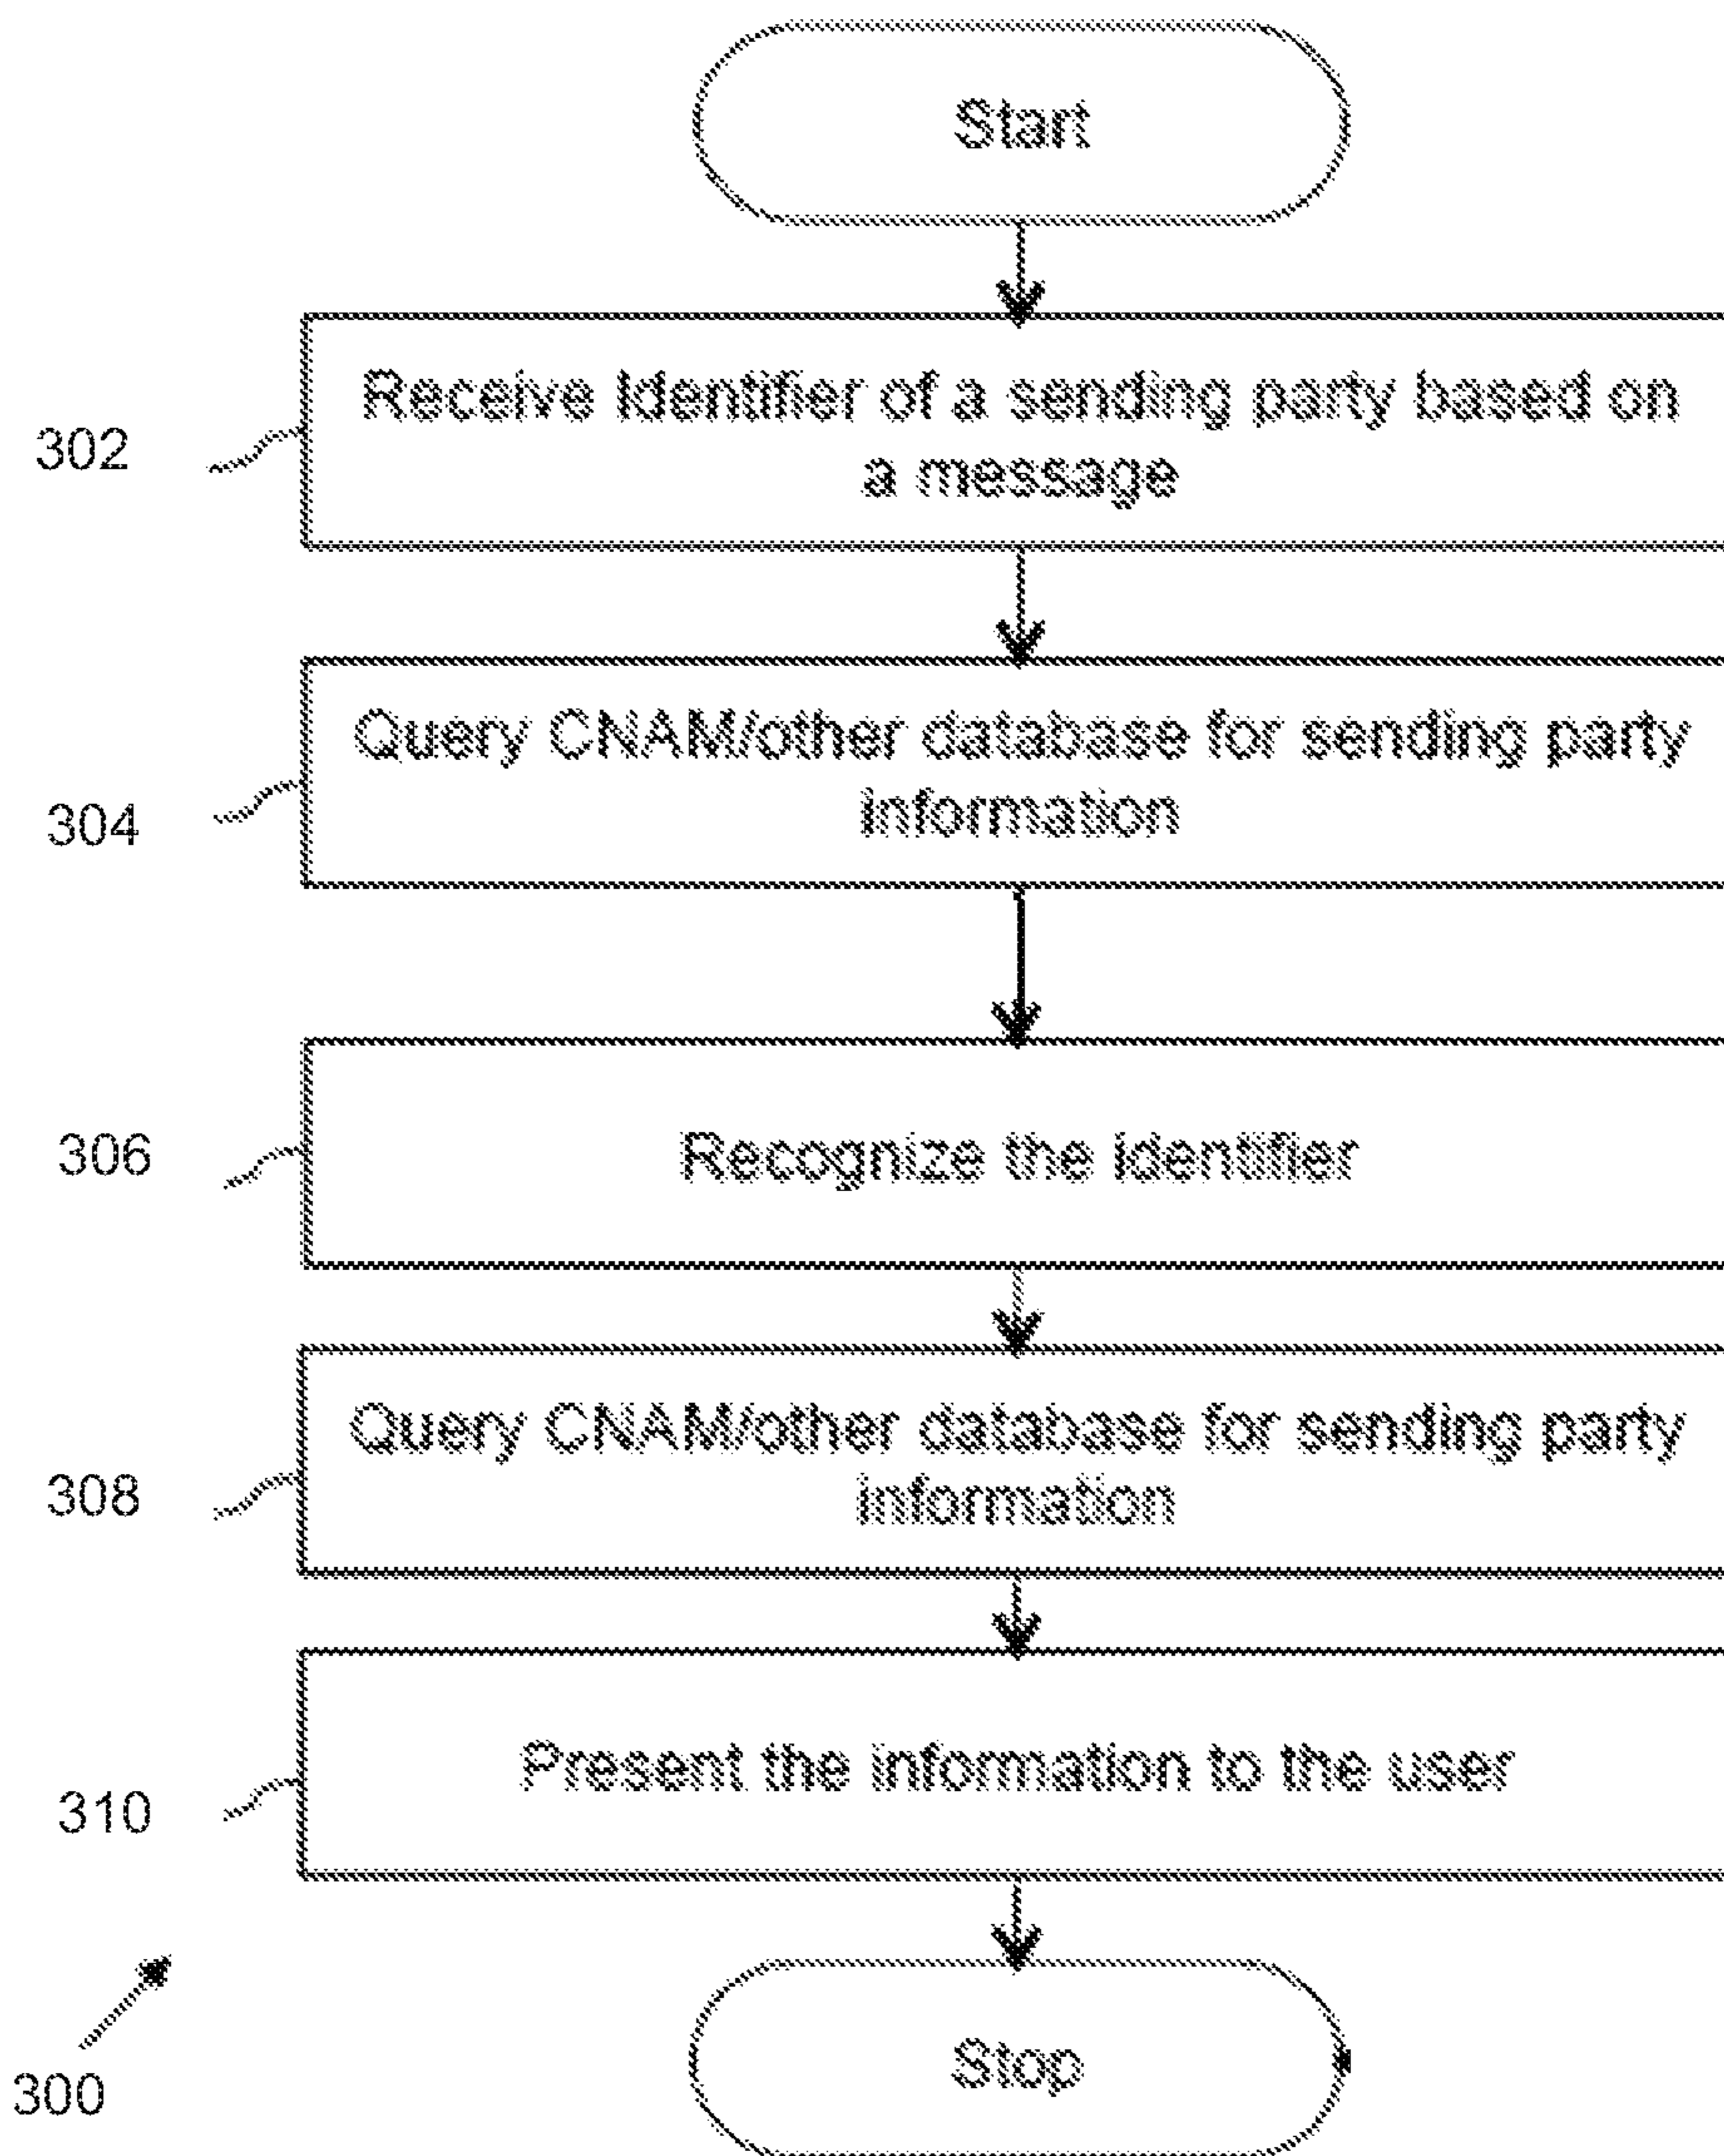 Start
Receive Identifier of a sending party based on
a message
302
Query CNAM/other database for sending party
information
304
Recognize the identifier
306
Query CNAM/other database for sending party
information
308
Present the information to the user
310
Stop
300